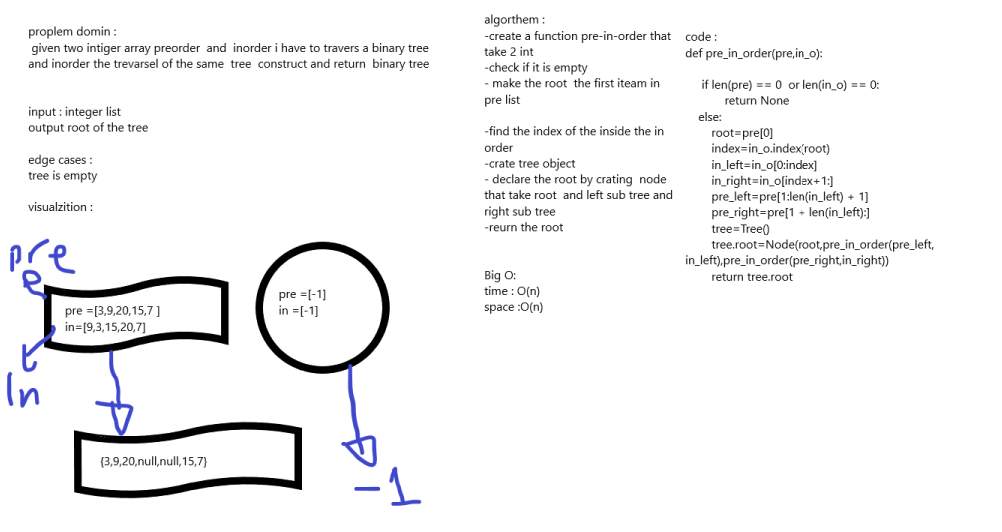 proplem domin :
given two intiger array preorder and inorder i have to travers a binary tree
and inorder the trevarsel of the same tree construct and return binary tree
input : integer list
output root of the tree
edge cases :
tree is empty
visualzition :
pre
e
pre =[3,9,20,15,7 ]
in=[9,3,15,20,7]
In
{3,9,20,null,null,15,7}
pre =[-1]
in =[-1]
-1
algorthem :
-create a function pre-in-order that
take 2 int
-check if it is empty
- make the root the first iteam in
pre list
-find the index of the inside the in
order
-crate tree object
- declare the root by crating node
that take root and left sub tree and
right sub tree
-reurn the root
Big O:
time : O(n)
space :O(n)
code :
def pre_in_order(pre,in_o):
if len(pre) == 0 or len(in_o) == 0:
return None
else:
root=pre[0]
index=in_o.index(root)
in_left=in_o[0:index]
in_right=in_o[index+1:]
pre_left=pre[1:len(in_left) + 1]
pre_right=pre[1 + len(in_left):]
tree=Tree()
tree.root=Node(root,pre_in_order(pre_left,
in_left),pre_in_order(pre_right,in_right))
return tree.root